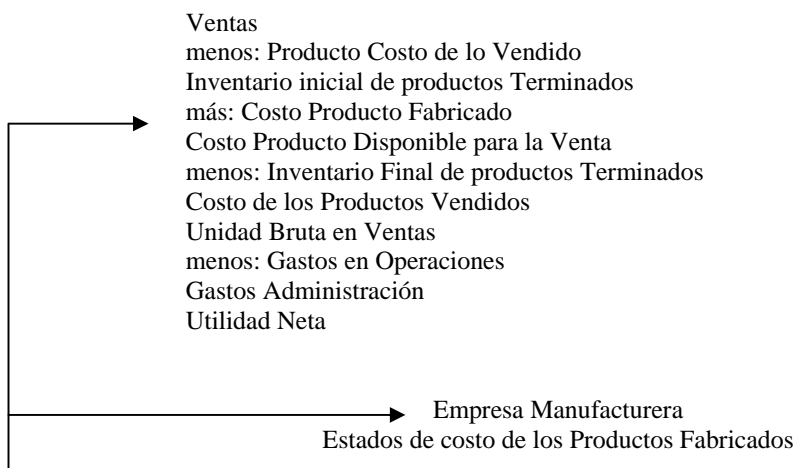 Ventas
menos: Producto Costo de lo Vendido
Inventario inicial de productos Terminados
más: Costo Producto Fabricado
Costo Producto Disponible para la Venta
menos: Inventario Final de productos Terminados
Costo de los Productos Vendidos
Unidad Bruta en Ventas
menos: Gastos en Operaciones
Gastos Administración
Utilidad Neta
Empresa Manufacturera
Estados de costo de los Productos Fabricados